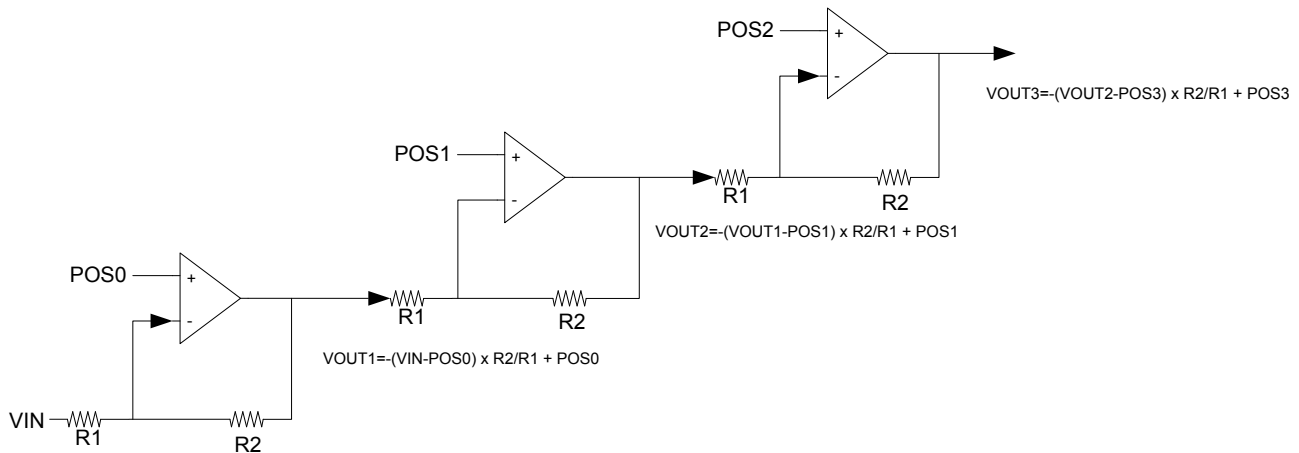 POS2
+
-
VOUT3=-(VOUT2-POS3) x R2/R1 + POS3
R1
R2
POS1
+
-
VOUT2=-(VOUT1-POS1) x R2/R1 + POS1
R1
R2
POS0
+
-
VOUT1=-(VIN-POS0) x R2/R1 + POS0
VIN
R1
R2